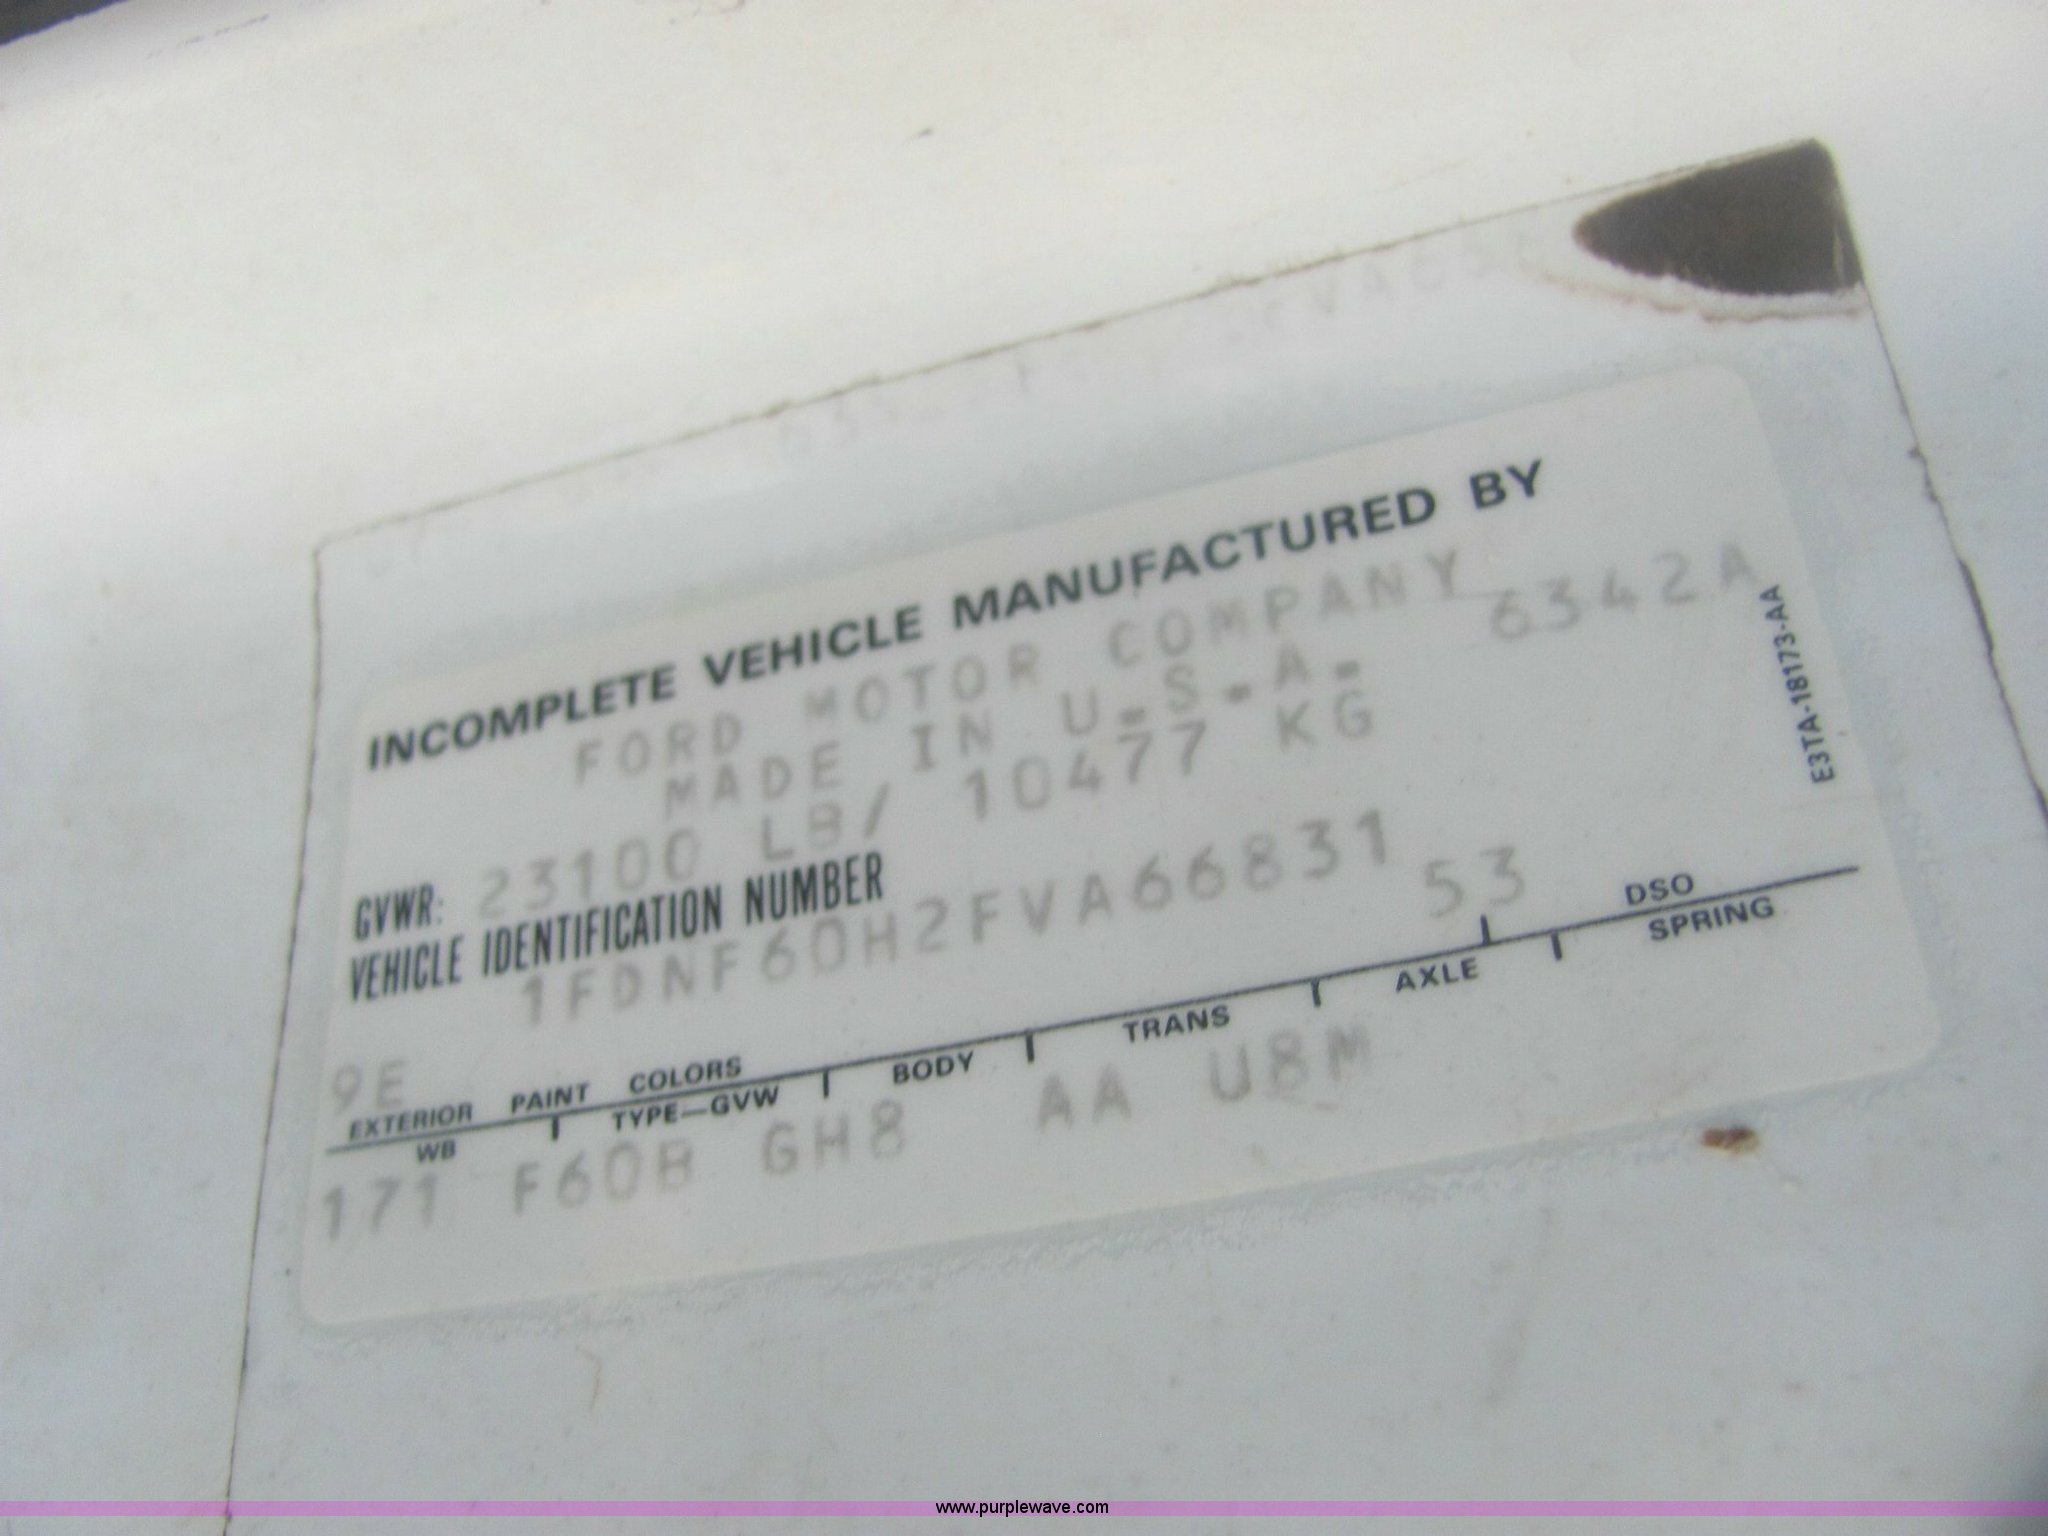 INCOMPLETE VEHICLE MANUFACTURED BY
FORD MOTOR COMPANY 6342A
MADE IN U.S.A.
GVWR: 23100 LB/ 10477 KG
VEHICLE IDENTIFICATION NUMBER
1FDNF60H2FVA66831
53
9E
EXTERIOR PAINT COLORS DSO
WB TYPE-GVW BODY TRANS AXLE SPRING
171 F60B GH8 AA U8M
E3TA-18173-AA
www.purplewave.com